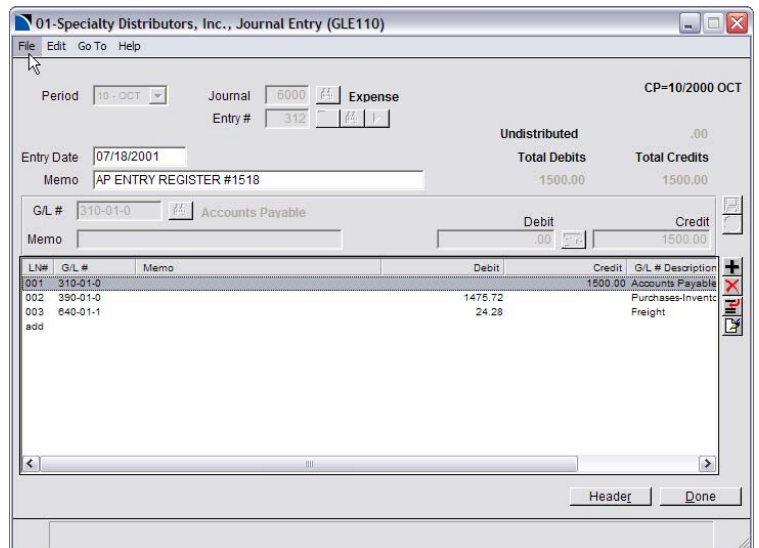 01-Specialty Distributors, Inc., Journal Entry (GLE110)
File Edit Go To Help
CP=10/2000 OCT
Period 10 - OCT Journal 6000 Expense
Entry # 312
Undistributed .00
Entry Date 07/18/2001 Total Debits Total Credits
Memo AP ENTRY REGISTER #1518 1500.00 1500.00
G/L # 310-01-0 Accounts Payable
Debit Credit
Memo .00 1500.00
LN# G/L # Memo Debit Credit G/L # Description
001 310-01-0 1500.00 Accounts Payable
002 390-01-0 1475.72 Purchases-Invento
003 640-01-1 24.28 Freight
add
Header Done